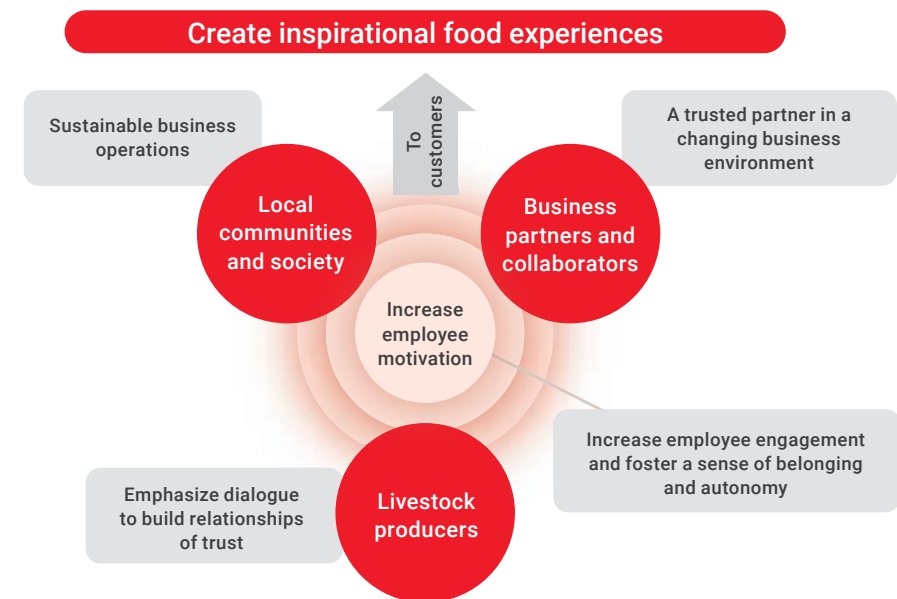 Create inspirational food experiences
To
customers
Sustainable business
operations
A trusted partner in a
changing business
environment
Local
communities
and society
Business
partners and
collaborators
Increase
employee
motivation
Increase employee engagement
and foster a sense of belonging
and autonomy
Emphasize dialogue
to build relationships
of trust
Livestock
producers